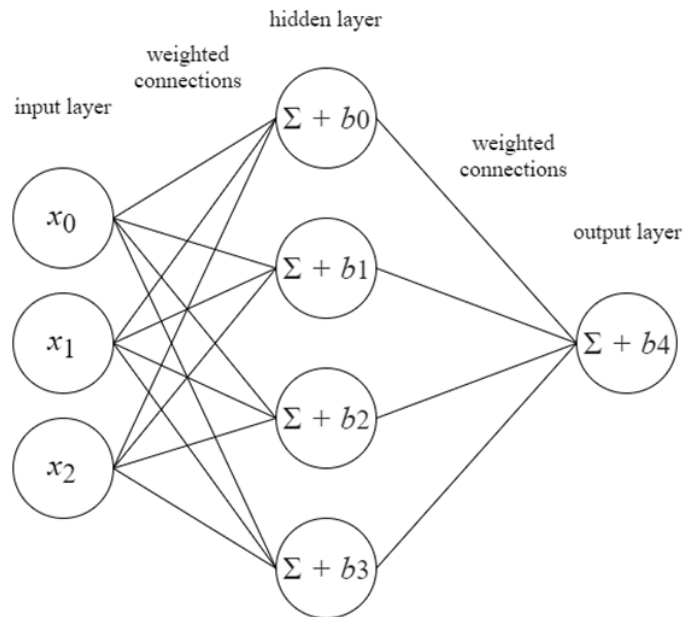 hidden layer
weighted
connections
input layer
Σ + b0
weighted
connections
x0
output layer
Σ + b1
x1
Σ + b4
Σ + b2
x2
Σ + b3